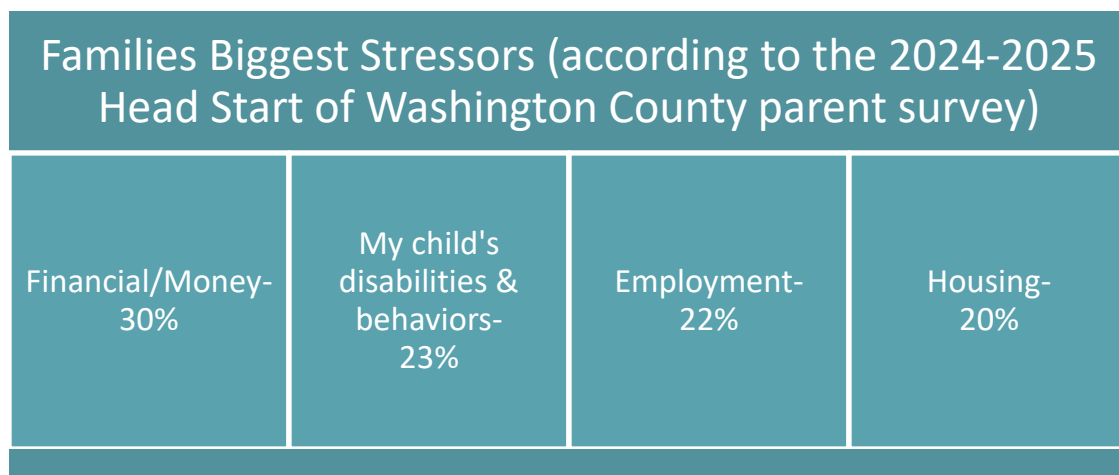 Families Biggest Stressors (according to the 2024-2025
Head Start of Washington County parent survey)
Financial/Money-
30%
My child's
disabilities &
behaviors-
23%
Employment-
22%
Housing-
20%